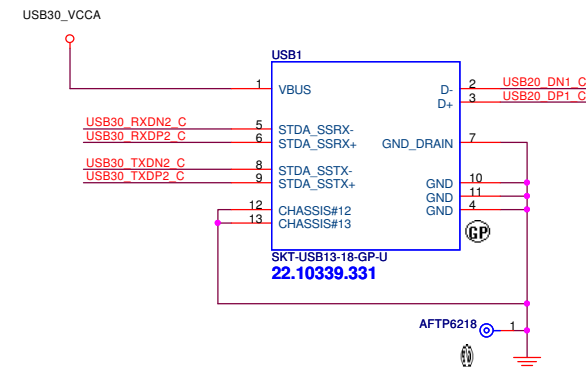 USB30_VCCA
USB1
1 VBUS
D- 2 USB20_DN1_C
D+ 3 USB20_DP1_C
USB30_RXDN2_C 5 STDA_SSRX-
USB30_RXDP2_C 6 STDA_SSRX+
GND_DRAIN 7
USB30_TXDN2_C 8 STDA_SSTX-
USB30_TXDP2_C 9 STDA_SSTX+
GND 10
GND 11
GND 4
12 CHASSIS#12
13 CHASSIS#13
GP
SKT-USB13-18-GP-U
22.10339.331
AFTP6218 1